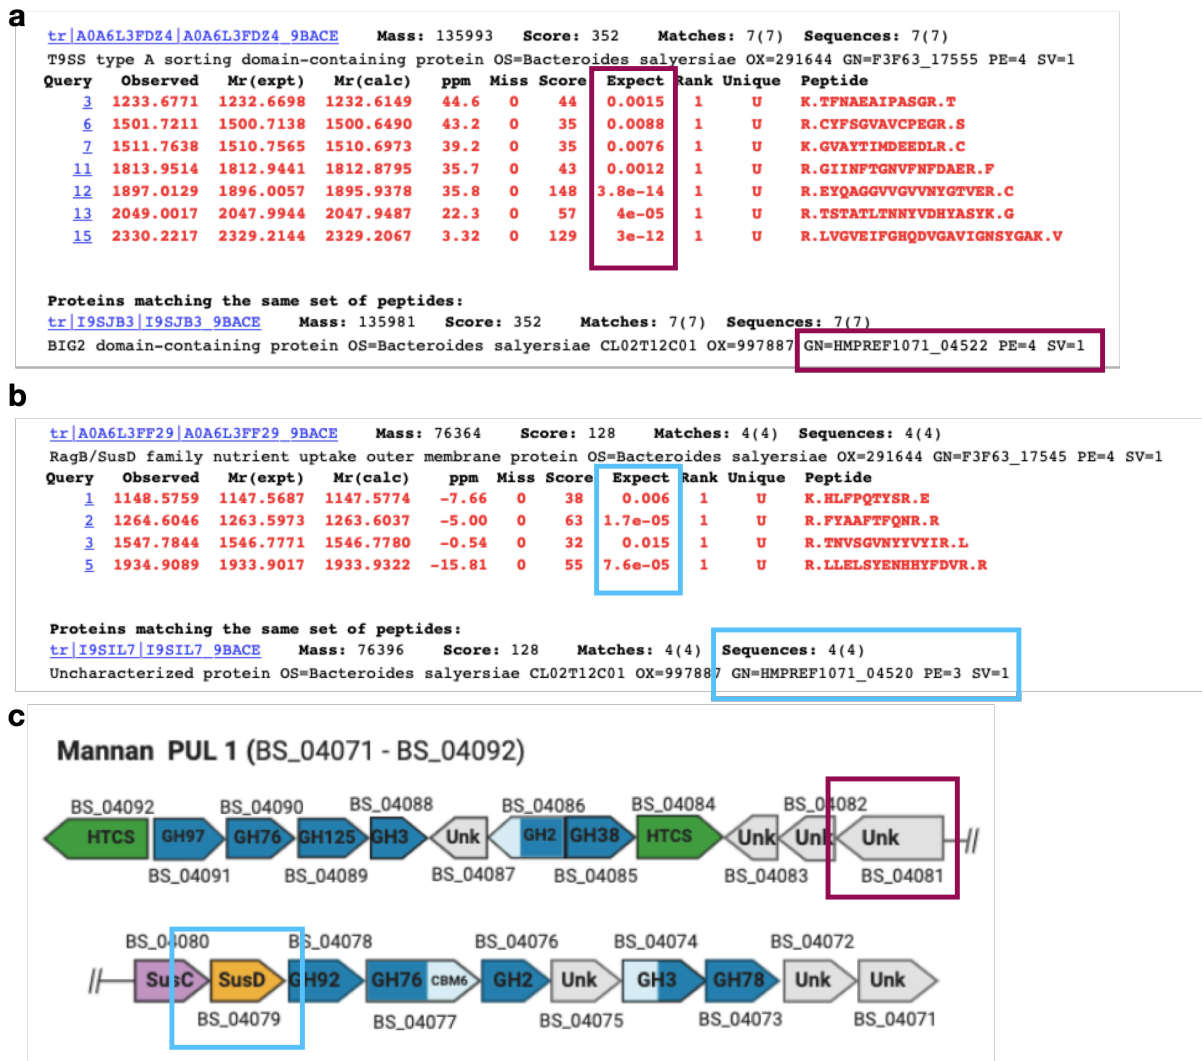 a
tr|A0A6L3FDZ4|A0A6L3FDZ4_9BACE Mass: 135993 Score: 352 Matches: 7(7) Sequences: 7(7)
T9SS type A sorting domain-containing protein OS=Bacteroides salyersiae OX=291644 GN=F3F63_17555 PE=4 SV=1
Query Observed Mr(expt) Mr(calc) ppm Miss Score Expect Rank Unique Peptide
3 1233.6771 1232.6698 1232.6149 44.6 0 44 0.0015 1 U K.TFNAEAIPASGR.T
6 1501.7211 1500.7138 1500.6490 43.2 0 35 0.0088 1 U R.CYFSGVAVCPEGR.S
7 1511.7638 1510.7565 1510.6973 39.2 0 35 0.0076 1 U K.GVAYTIMDEEDLR.C
11 1813.9514 1812.9441 1812.8795 35.7 0 43 0.0012 1 U R.GIINFTGNVFNFDAER.F
12 1897.0129 1896.0057 1895.9378 35.8 0 148 3.8e-14 1 U R.EYQAGGVVGVVNYGTVER.C
13 2049.0017 2047.9944 2047.9487 22.3 0 57 4e-05 1 U R.TSTATLTNNYVDHYASYK.G
15 2330.2217 2329.2144 2329.2067 3.32 0 129 3e-12 1 U R.LVGVEIFGHQDVGAVIGNSYGAK.V
Proteins matching the same set of peptides:
tr|I9SJB3|I9SJB3_9BACE Mass: 135981 Score: 352 Matches: 7(7) Sequences: 7(7)
BIG2 domain-containing protein OS=Bacteroides salyersiae CL02T12C01 OX=997887 GN=HMPREF1071_04522 PE=4 SV=1
b
tr|A0A6L3FF29|A0A6L3FF29_9BACE Mass: 76364 Score: 128 Matches: 4(4) Sequences: 4(4)
RagB/SusD family nutrient uptake outer membrane protein OS=Bacteroides salyersiae OX=291644 GN=F3F63_17545 PE=4 SV=1
Query Observed Mr(expt) Mr(calc) ppm Miss Score Expect Rank Unique Peptide
1 1148.5759 1147.5687 1147.5774 -7.66 0 38 0.006 1 U K.HLFPQTYSR.E
2 1264.6046 1263.5973 1263.6037 -5.00 0 63 1.7e-05 1 U R.FYAAFTFQNR.R
3 1547.7844 1546.7771 1546.7780 -0.54 0 32 0.015 1 U R.TNVSGVNYYVYIR.L
5 1934.9089 1933.9017 1933.9322 -15.81 0 55 7.6e-05 1 U R.LLELSYENHHYFDVR.R
Proteins matching the same set of peptides:
tr|I9SIL7|I9SIL7_9BACE Mass: 76396 Score: 128 Matches: 4(4) Sequences: 4(4)
Uncharacterized protein OS=Bacteroides salyersiae CL02T12C01 OX=997887 GN=HMPREF1071_04520 PE=3 SV=1
c
Mannan PUL 1 (BS_04071 - BS_04092)
BS_04092 BS_04090 BS_04088 BS_04086 BS_04084 BS_04082
HTCS GH97 GH76 GH125 GH3 Unk GH2 GH38 HTCS Unk Unk Unk
BS_04091 BS_04089 BS_04087 BS_04085 BS_04083 BS_04081
BS_04080 BS_04078 BS_04076 BS_04074 BS_04072
SusC SusD GH92 GH76 CBM6 GH2 Unk GH3 GH78 Unk Unk
BS_04079 BS_04077 BS_04075 BS_04073 BS_04071